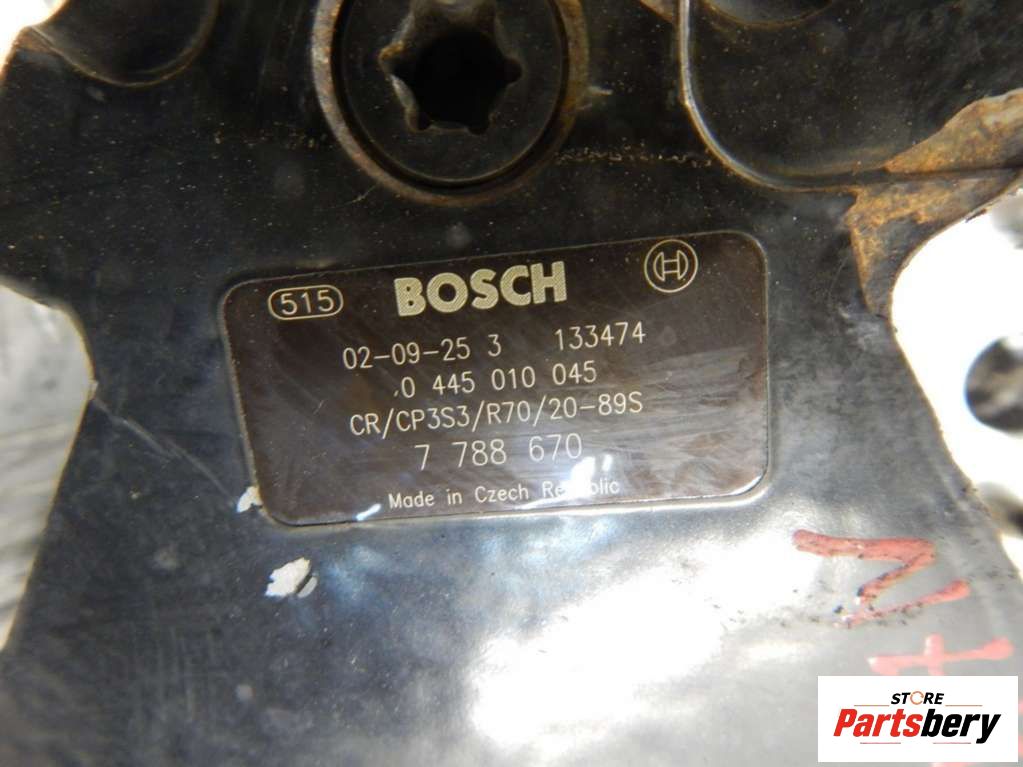 515 BOSCH
02-09-25 3 133474
0 445 010 045
CR/CP3S3/R70/20-89S
7 788 670
Made in Czech Republic
STORE
Partsbery